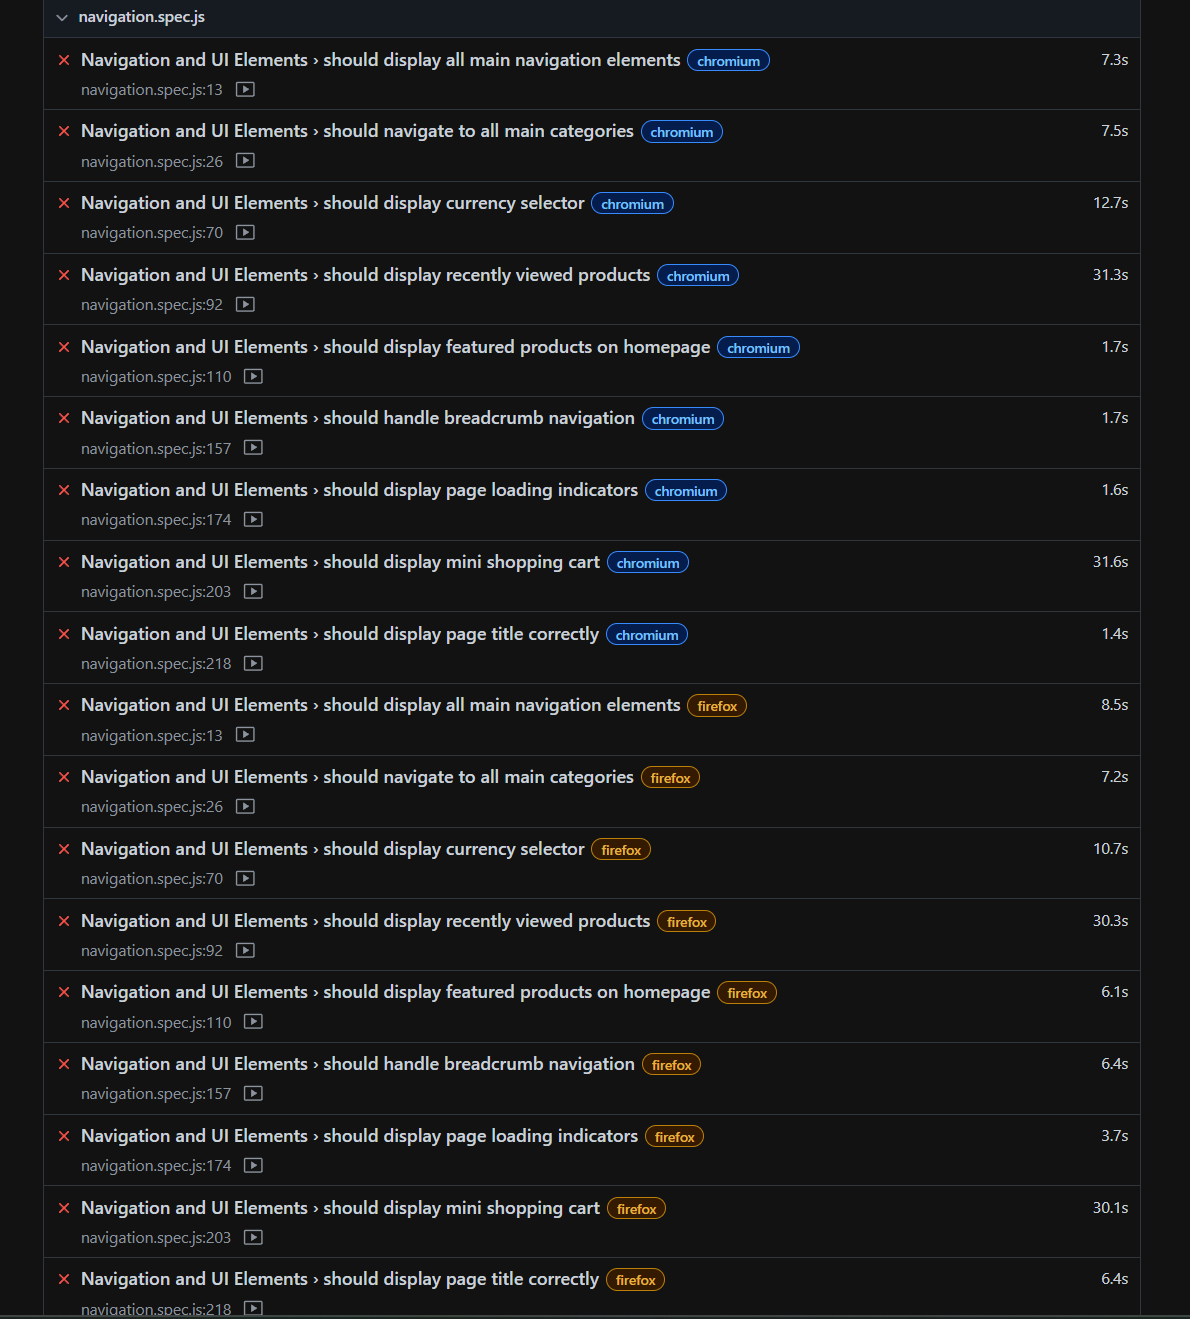 navigation.spec.js
Navigation and UI Elements › should display all main navigation elements chromium 7.3s
navigation.spec.js:13
Navigation and UI Elements › should navigate to all main categories chromium 7.5s
navigation.spec.js:26
Navigation and UI Elements › should display currency selector chromium 12.7s
navigation.spec.js:70
Navigation and UI Elements › should display recently viewed products chromium 31.3s
navigation.spec.js:92
Navigation and UI Elements › should display featured products on homepage chromium 1.7s
navigation.spec.js:110
Navigation and UI Elements › should handle breadcrumb navigation chromium 1.7s
navigation.spec.js:157
Navigation and UI Elements › should display page loading indicators chromium 1.6s
navigation.spec.js:174
Navigation and UI Elements › should display mini shopping cart chromium 31.6s
navigation.spec.js:203
Navigation and UI Elements › should display page title correctly chromium 1.4s
navigation.spec.js:218
Navigation and UI Elements › should display all main navigation elements firefox 8.5s
navigation.spec.js:13
Navigation and UI Elements › should navigate to all main categories firefox 7.2s
navigation.spec.js:26
Navigation and UI Elements › should display currency selector firefox 10.7s
navigation.spec.js:70
Navigation and UI Elements › should display recently viewed products firefox 30.3s
navigation.spec.js:92
Navigation and UI Elements › should display featured products on homepage firefox 6.1s
navigation.spec.js:110
Navigation and UI Elements › should handle breadcrumb navigation firefox 6.4s
navigation.spec.js:157
Navigation and UI Elements › should display page loading indicators firefox 3.7s
navigation.spec.js:174
Navigation and UI Elements › should display mini shopping cart firefox 30.1s
navigation.spec.js:203
Navigation and UI Elements › should display page title correctly firefox 6.4s
navigation.spec.js:218